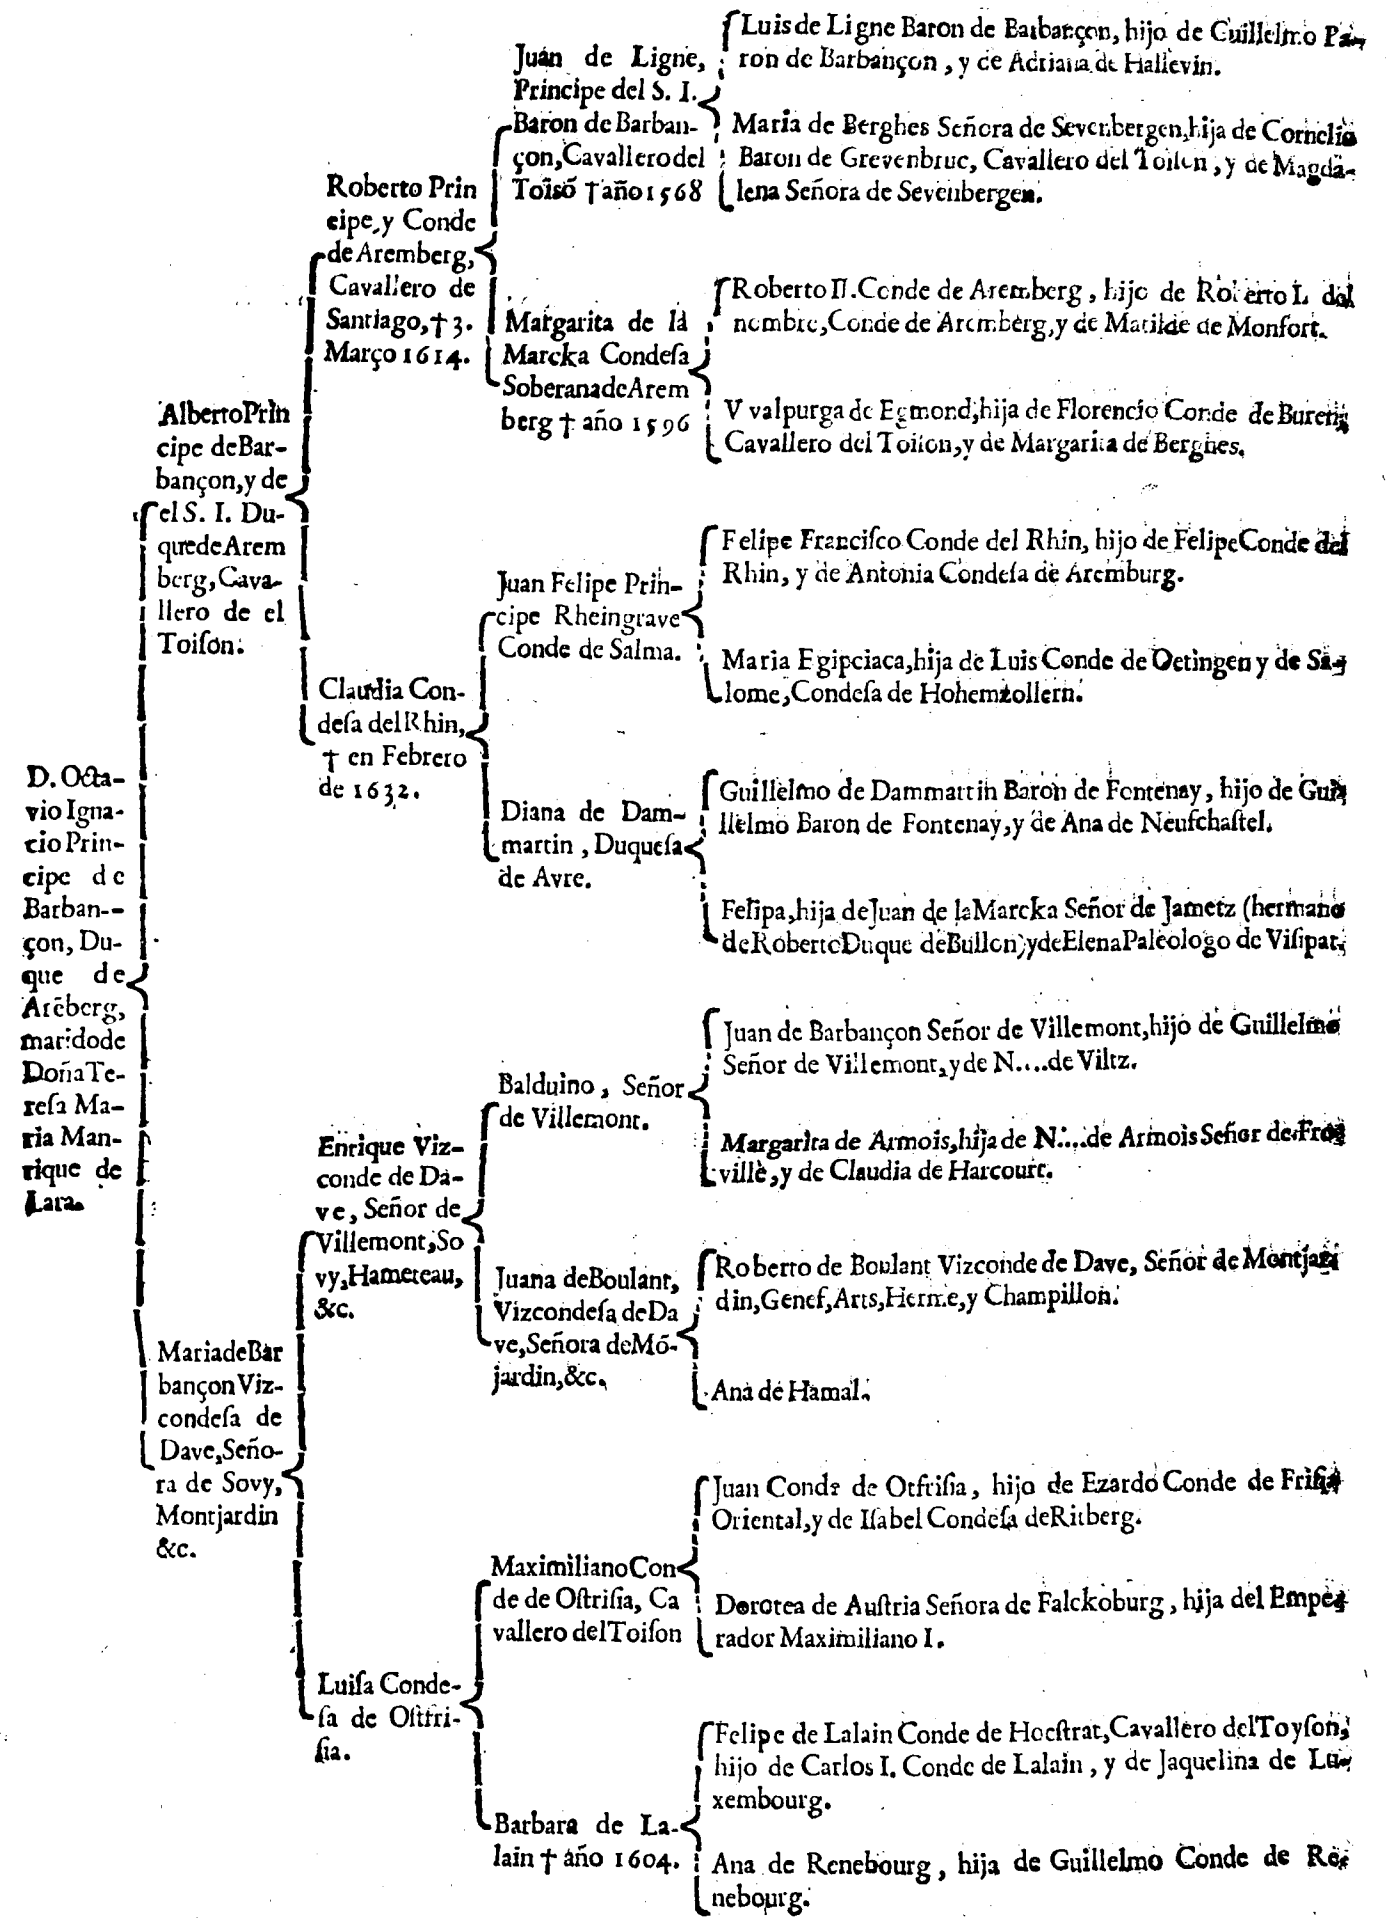 D. Octa-
vio Igna-
cio Prin-
cipe de
Barban--
çon, Du-
que de
Arēberg,
marido de
Doña Te-
resa Ma-
ria Man-
rique de
Lara.
Alberto Prin
cipe de Bar-
bançon, y de
el S. I. Du-
que de Arem
berg, Cava-
llero de el
Toiſon.
Maria de Bar
bançon Viz-
condeſa de
Dave, Seño-
ra de Sovy,
Montjardin
&c.
Roberto Prin
cipe, y Conde
de Aremberg,
Cavallero de
Santiago, † 3.
Março 1614.
Claudia Con-
deſa del Rhin,
† en Febrero
de 1632.
Enrique Viz-
conde de Da-
ve, Señor de
Villemont, So
vy, Hameteau,
&c.
Luiſa Conde-
ſa de Oſtfri-
ſia.
Juan de Ligne,
Principe del S. I.
Baron de Barban-
çon, Cavallero del
Toisō † año 1568
Margarita de la
Marcka Condeſa
Soberana de Arem
berg † año 1596
Juan Felipe Prin-
cipe Rheingrave
Conde de Salma.
Diana de Dam-
martin, Duqueſa
de Avre.
Balduino, Señor
de Villemont.
Juana de Boulant,
Vizcondeſa de Da
ve, Señora de Mō-
jardin, &c.
Maximiliano Con
de de Oſtriſia, Ca
vallero del Toiſon
Barbara de La-
lain † año 1604.
Luis de Ligne Baron de Barbançon, hijo de Guillelmo Ba-
ron de Barbançon, y de Adriana de Hallevin.
Maria de Berghes Señora de Sevenbergen, hija de Cornelio
Baron de Grevenbruc, Cavallero del Toiſon, y de Magda-
lena Señora de Sevenbergen.
Roberto II. Conde de Aremberg, hijo de Roberto I. del
nombre, Conde de Aremberg, y de Matilde de Monfort.
V valpurga de Egmond, hija de Florencio Conde de Buren,
Cavallero del Toiſon, y de Margarita de Berghes.
Felipe Franciſco Conde del Rhin, hijo de Felipe Conde del
Rhin, y de Antonia Condeſa de Aremburg.
Maria Egipciaca, hija de Luis Conde de Oetingen y de Sa-
lome, Condeſa de Hohemzollern.
Guillelmo de Dammartin Baron de Fontenay, hijo de Gui-
llelmo Baron de Fontenay, y de Ana de Neufchaſtel.
Felipa, hija de Juan de la Marcka Señor de Jametz (hermano
de Roberto Duque de Bullon) y de Elena Paleologo de Viſipat.
Juan de Barbançon Señor de Villemont, hijo de Guillelmo
Señor de Villemont, y de N.... de Viltz.
Margarita de Armois, hija de N.... de Armois Señor de Fro-
ville, y de Claudia de Harcourt.
Roberto de Boulant Vizconde de Dave, Señor de Montjar-
din, Genef, Arts, Herme, y Champillon.
Ana de Hamal.
Juan Conde de Otfriſia, hijo de Ezardo Conde de Friſia
Oriental, y de Iſabel Condeſa de Ritberg.
Dorotea de Auſtria Señora de Falckoburg, hija del Empe-
rador Maximiliano I.
Felipe de Lalain Conde de Hocſtrat, Cavallero del Toyſon,
hijo de Carlos I. Conde de Lalain, y de Jaquelina de Lu-
xembourg.
Ana de Renebourg, hija de Guillelmo Conde de Re-
nebourg.